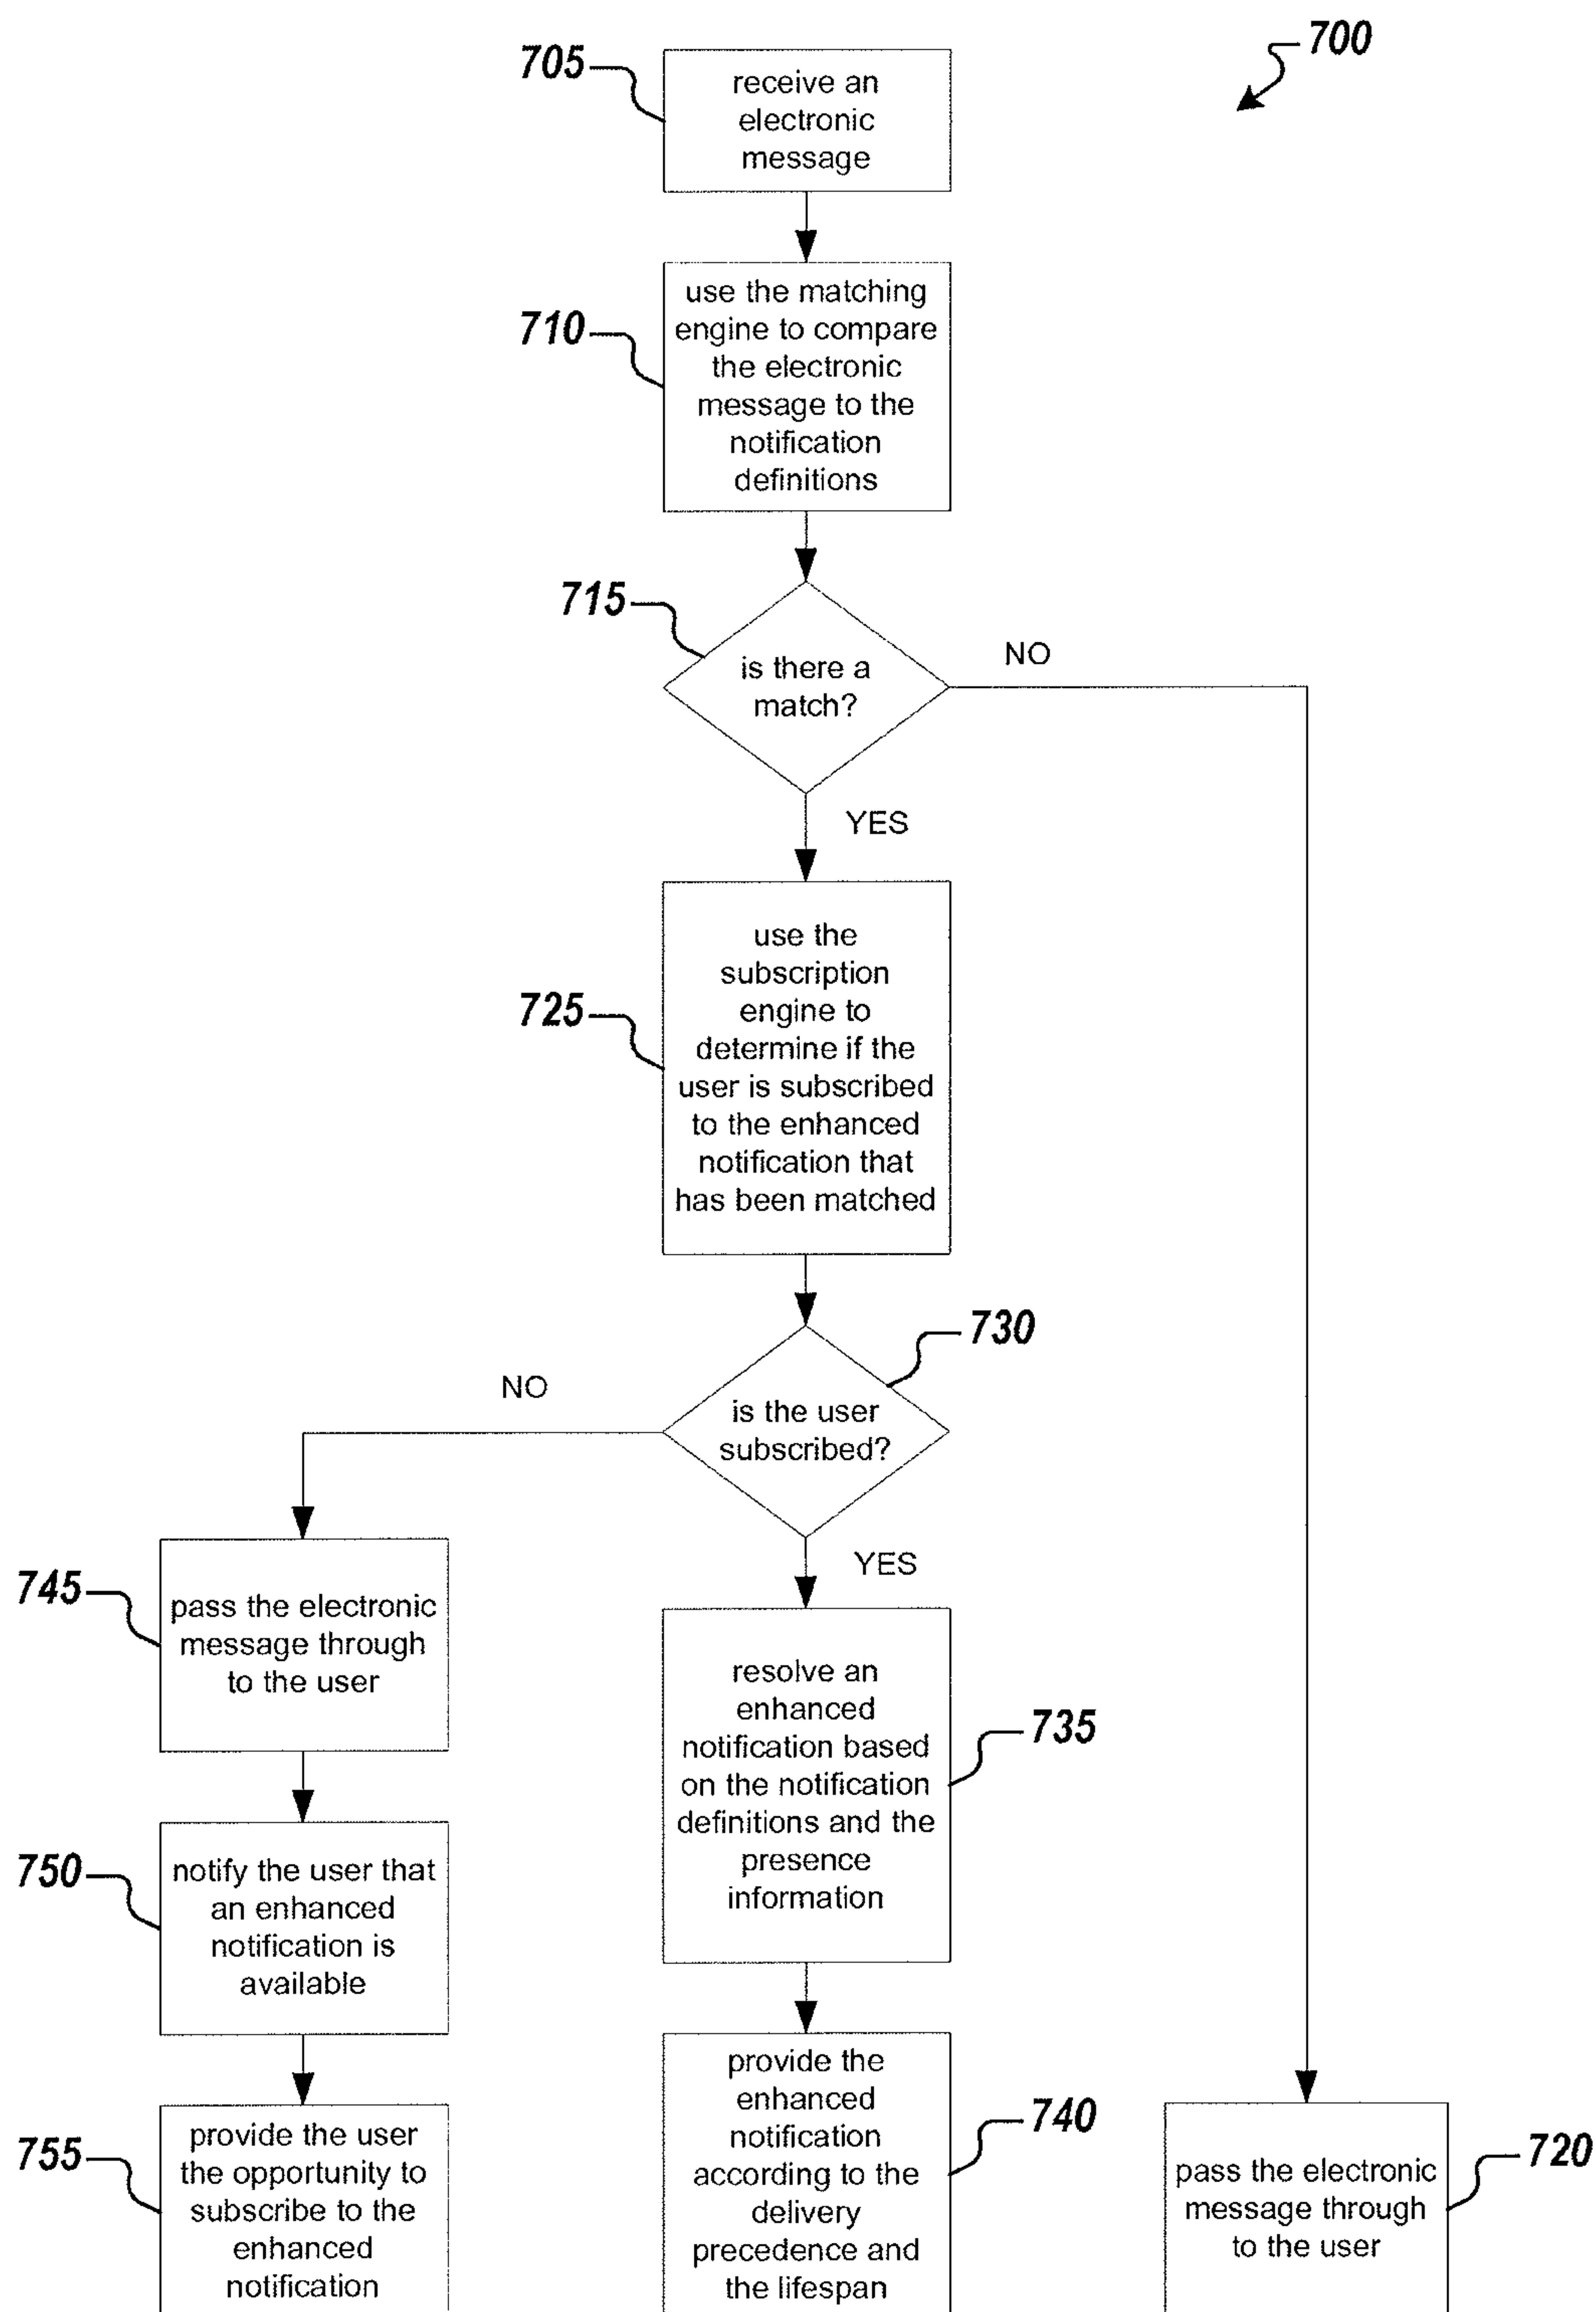 700
705
receive an
electronic
message
710
use the matching
engine to compare
the electronic
message to the
notification
definitions
715
is there a
match?
NO
YES
725
use the
subscription
engine to
determine if the
user is subscribed
to the enhanced
notification that
has been matched
730
is the user
subscribed?
NO
YES
745
pass the electronic
message through
to the user
735
resolve an
enhanced
notification based
on the notification
definitions and the
presence
information
750
notify the user that
an enhanced
notification is
available
755
provide the user
the opportunity to
subscribe to the
enhanced
notification
740
provide the
enhanced
notification
according to the
delivery
precedence and
the lifespan
720
pass the electronic
message through
to the user